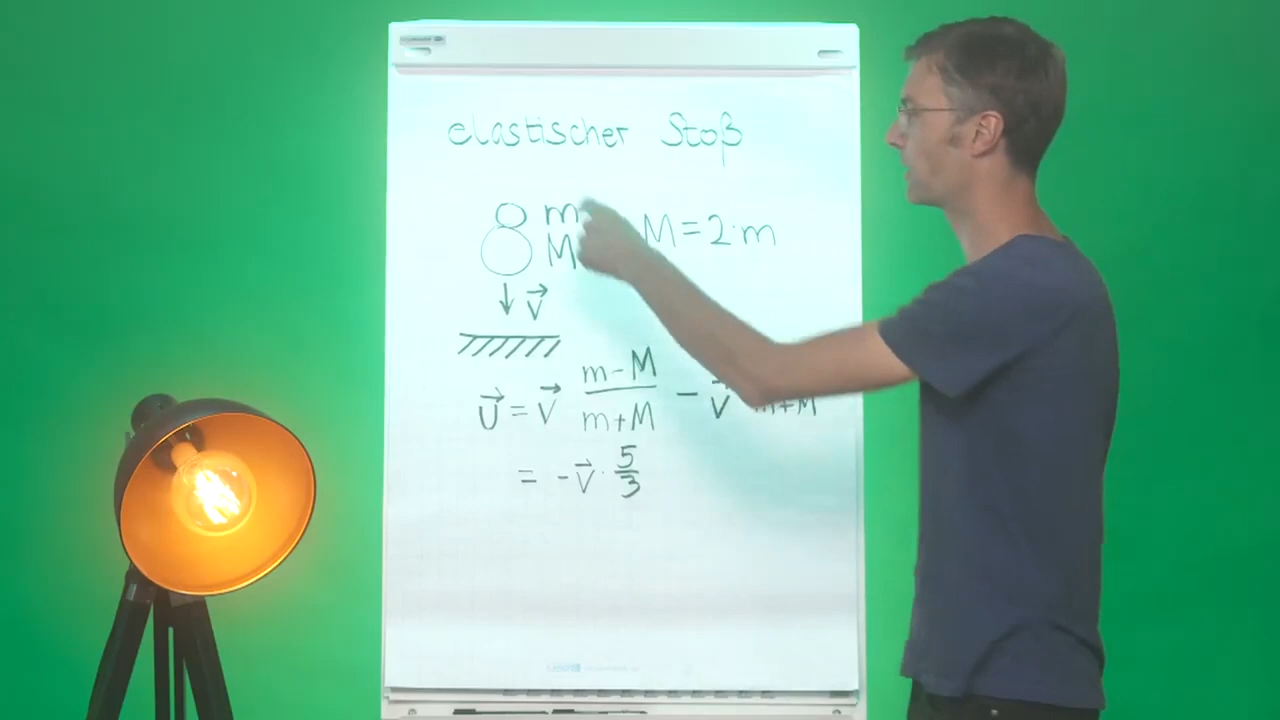 elastischer Stoß
m
M
M=2·m
v⃗
u⃗ = v⃗ (m-M)/(m+M) - v⃗ m+M
= -v⃗ · 5/3